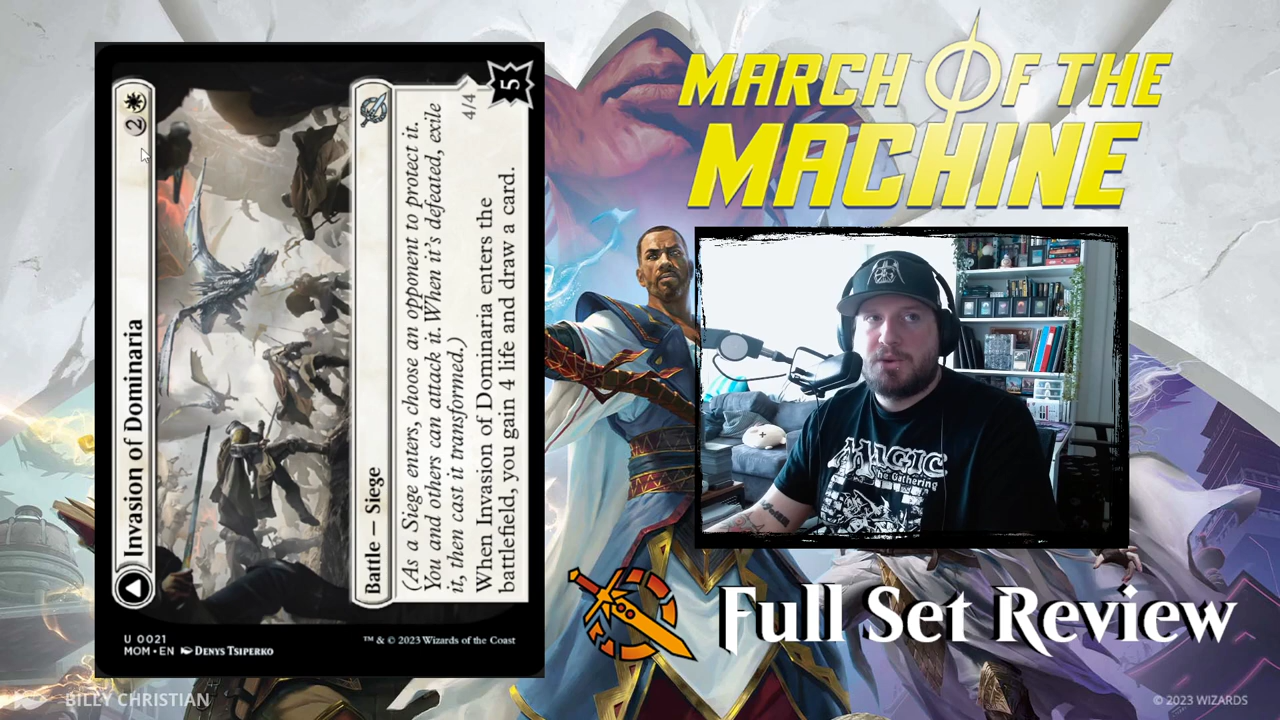 Invasion of Dominaria
2
Battle — Siege
(As a Siege enters, choose an opponent to protect it.
You and others can attack it. When it's defeated, exile
it, then cast it transformed.)
When Invasion of Dominaria enters the
battlefield, you gain 4 life and draw a card.
4/4
5
U 0021
MOM • EN DENYS TSIPERKO
™ & © 2023 Wizards of the Coast
MARCH OF THE
MACHINE
MAGIC
The Gathering
Full Set Review
BILLY CHRISTIAN
© 2023 WIZARDS